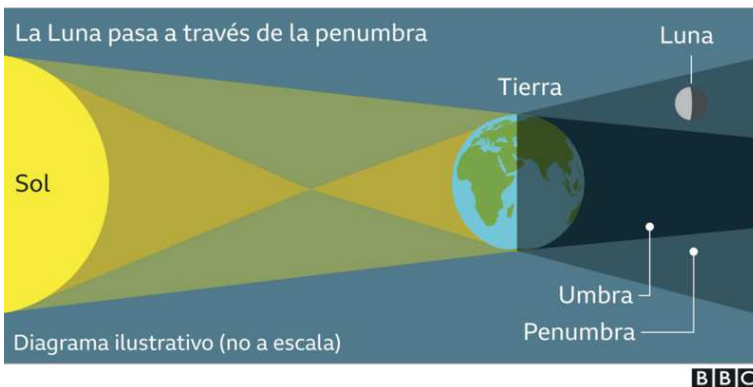 La Luna pasa a través de la penumbra
Luna
Tierra
Sol
Umbra
Penumbra
Diagrama ilustrativo (no a escala)
BBC